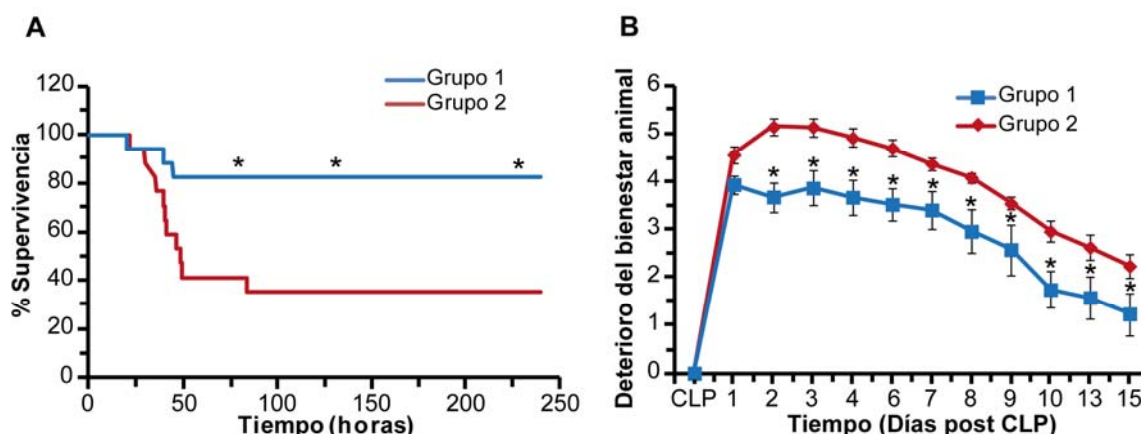 A
Grupo 1
Grupo 2
120
100
80
60
40
20
0
% Supervivencia
* * *
0 50 100 150 200 250
Tiempo (horas)
B
Grupo 1
Grupo 2
6
5
4
3
2
1
0
Deterioro del bienestar animal
* * * * * * * * * *
CLP 1 2 3 4 6 7 8 9 10 13 15
Tiempo (Días post CLP)